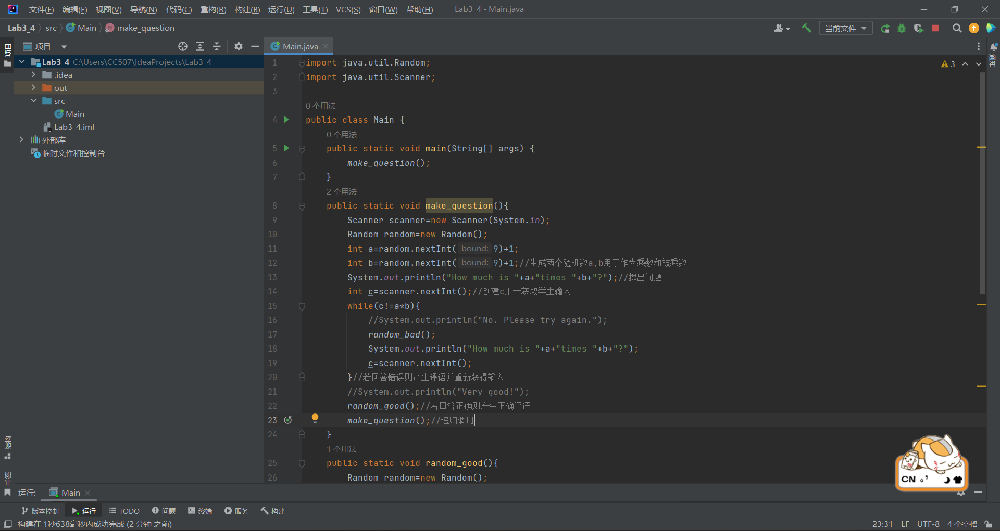 文件(F) 编辑(E) 视图(V) 导航(N) 代码(C) 重构(R) 构建(B) 运行(U) 工具(T) VCS(S) 窗口(W) 帮助(H) Lab3_4 - Main.java
Lab3_4 src Main make_question 当前文件
项目 Main.java
项目
通知
Lab3_4 C:\Users\CC507\IdeaProjects\Lab3_4
.idea
out
src
Main
Lab3_4.iml
外部库
临时文件和控制台
3
1 import java.util.Random;
2 import java.util.Scanner;
3
0 个用法
4 public class Main {
0 个用法
5 public static void main(String[] args) {
6 make_question();
7 }
2 个用法
8 public static void make_question(){
9 Scanner scanner=new Scanner(System.in);
10 Random random=new Random();
11 int a=random.nextInt( bound: 9)+1;
12 int b=random.nextInt( bound: 9)+1;//生成两个随机数a,b用于作为乘数和被乘数
13 System.out.println("How much is "+a+"times "+b+"?");//提出问题
14 int c=scanner.nextInt();//创建c用于获取学生输入
15 while(c!=a*b){
16 //System.out.println("No. Please try again.");
17 random_bad();
18 System.out.println("How much is "+a+"times "+b+"?");
19 c=scanner.nextInt();
20 }//若回答错误则产生评语并重新获得输入
21 //System.out.println("Very good!");
22 random_good();//若回答正确则产生正确评语
23 make_question();//递归调用
24 }
1 个用法
25 public static void random_good(){
26 Random random=new Random();
结构
书签
CN 。’
运行: Main
版本控制 运行 TODO 问题 终端 服务 构建
构建在 1秒638毫秒内成功完成 (2 分钟 之前) 23:31 LF UTF-8 4 个空格